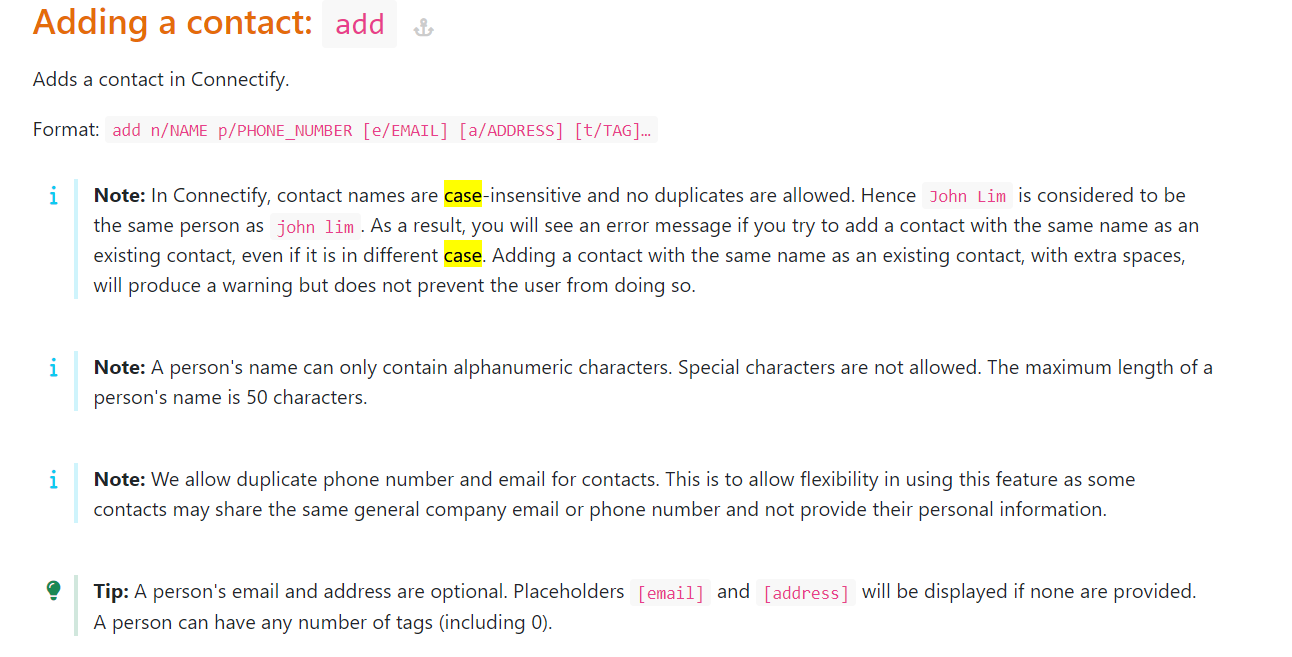 Adding a contact: add
Adds a contact in Connectify.
Format: add n/NAME p/PHONE_NUMBER [e/EMAIL] [a/ADDRESS] [t/TAG]…
Note: In Connectify, contact names are case-insensitive and no duplicates are allowed. Hence John Lim is considered to be
the same person as john lim. As a result, you will see an error message if you try to add a contact with the same name as an
existing contact, even if it is in different case. Adding a contact with the same name as an existing contact, with extra spaces,
will produce a warning but does not prevent the user from doing so.
Note: A person's name can only contain alphanumeric characters. Special characters are not allowed. The maximum length of a
person's name is 50 characters.
Note: We allow duplicate phone number and email for contacts. This is to allow flexibility in using this feature as some
contacts may share the same general company email or phone number and not provide their personal information.
Tip: A person's email and address are optional. Placeholders [email] and [address] will be displayed if none are provided.
A person can have any number of tags (including 0).